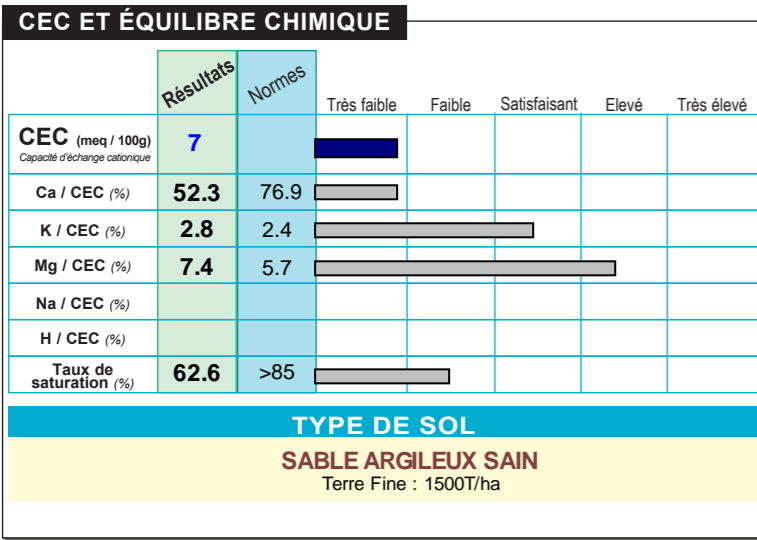 CEC ET ÉQUILIBRE CHIMIQUE
Résultats Normes Très faible Faible Satisfaisant Elevé Très élevé
CEC (meq / 100g) 7
Capacité d'échange cationique
Ca / CEC (%) 52.3 76.9
K / CEC (%) 2.8 2.4
Mg / CEC (%) 7.4 5.7
Na / CEC (%)
H / CEC (%)
Taux de
saturation (%) 62.6 >85
TYPE DE SOL
SABLE ARGILEUX SAIN
Terre Fine : 1500T/ha